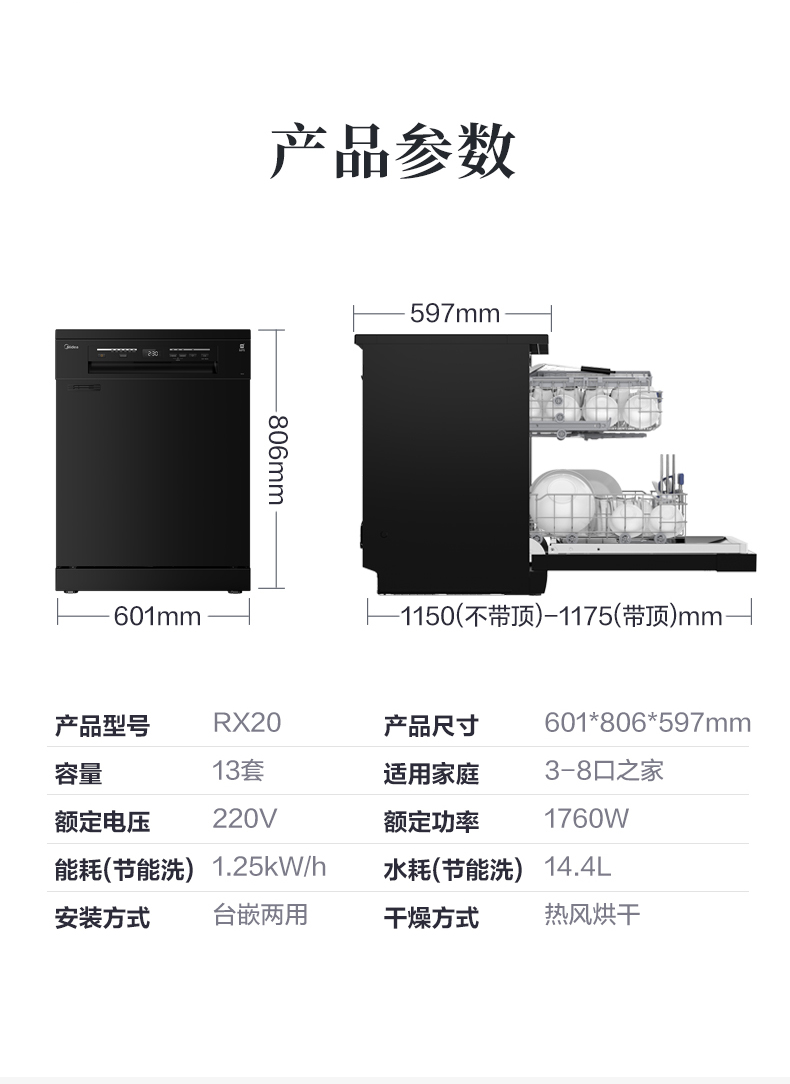 产品参数
597mm
Midea
2:30
806mm
601mm
1150(不带顶)-1175(带顶)mm
产品型号 RX20 产品尺寸 601*806*597mm
容量 13套 适用家庭 3-8口之家
额定电压 220V 额定功率 1760W
能耗(节能洗) 1.25kW/h 水耗(节能洗) 14.4L
安装方式 台嵌两用 干燥方式 热风烘干